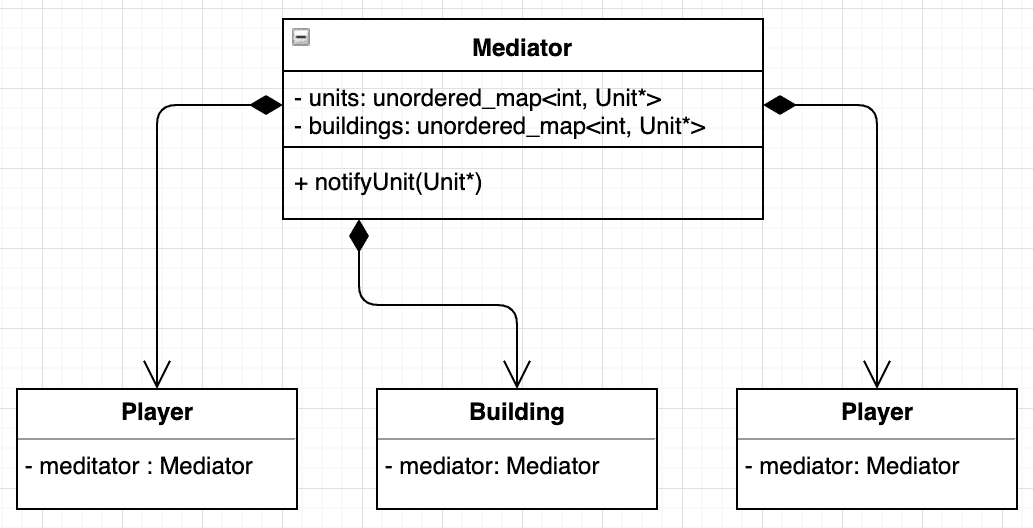 Mediator
- units: unordered_map<int, Unit*>
- buildings: unordered_map<int, Unit*>
+ notifyUnit(Unit*)
Player
- meditator : Mediator
Building
- mediator: Mediator
Player
- mediator: Mediator